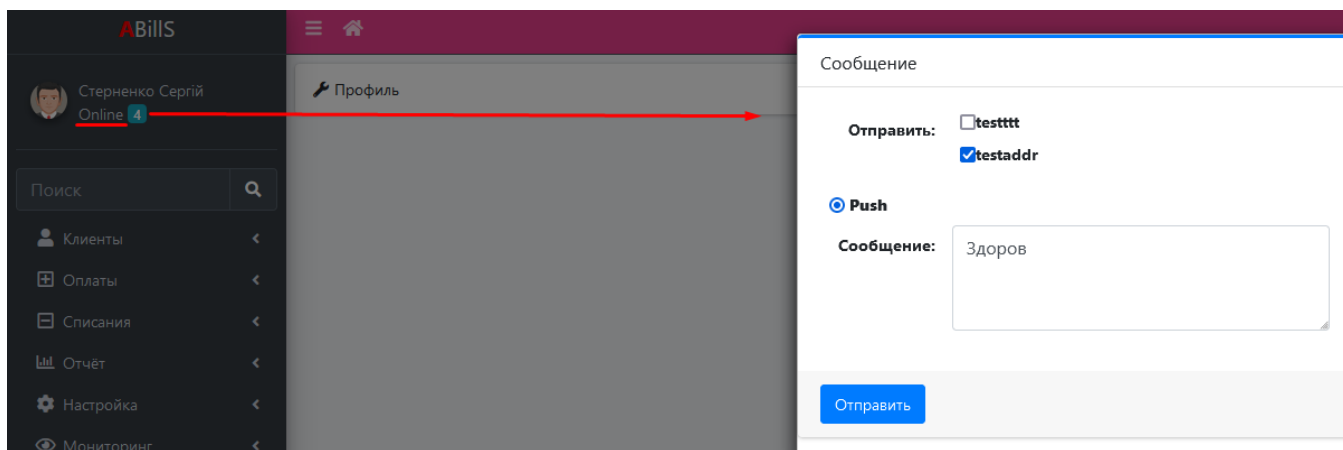 ABillS
Стерненко Сергій
Online 4
Поиск
Клиенты
Оплаты
Списания
Отчёт
Настройка
Мониторинг
Профиль
Сообщение
Отправить:
testttt
testaddr
Push
Сообщение:
Здоров
Отправить